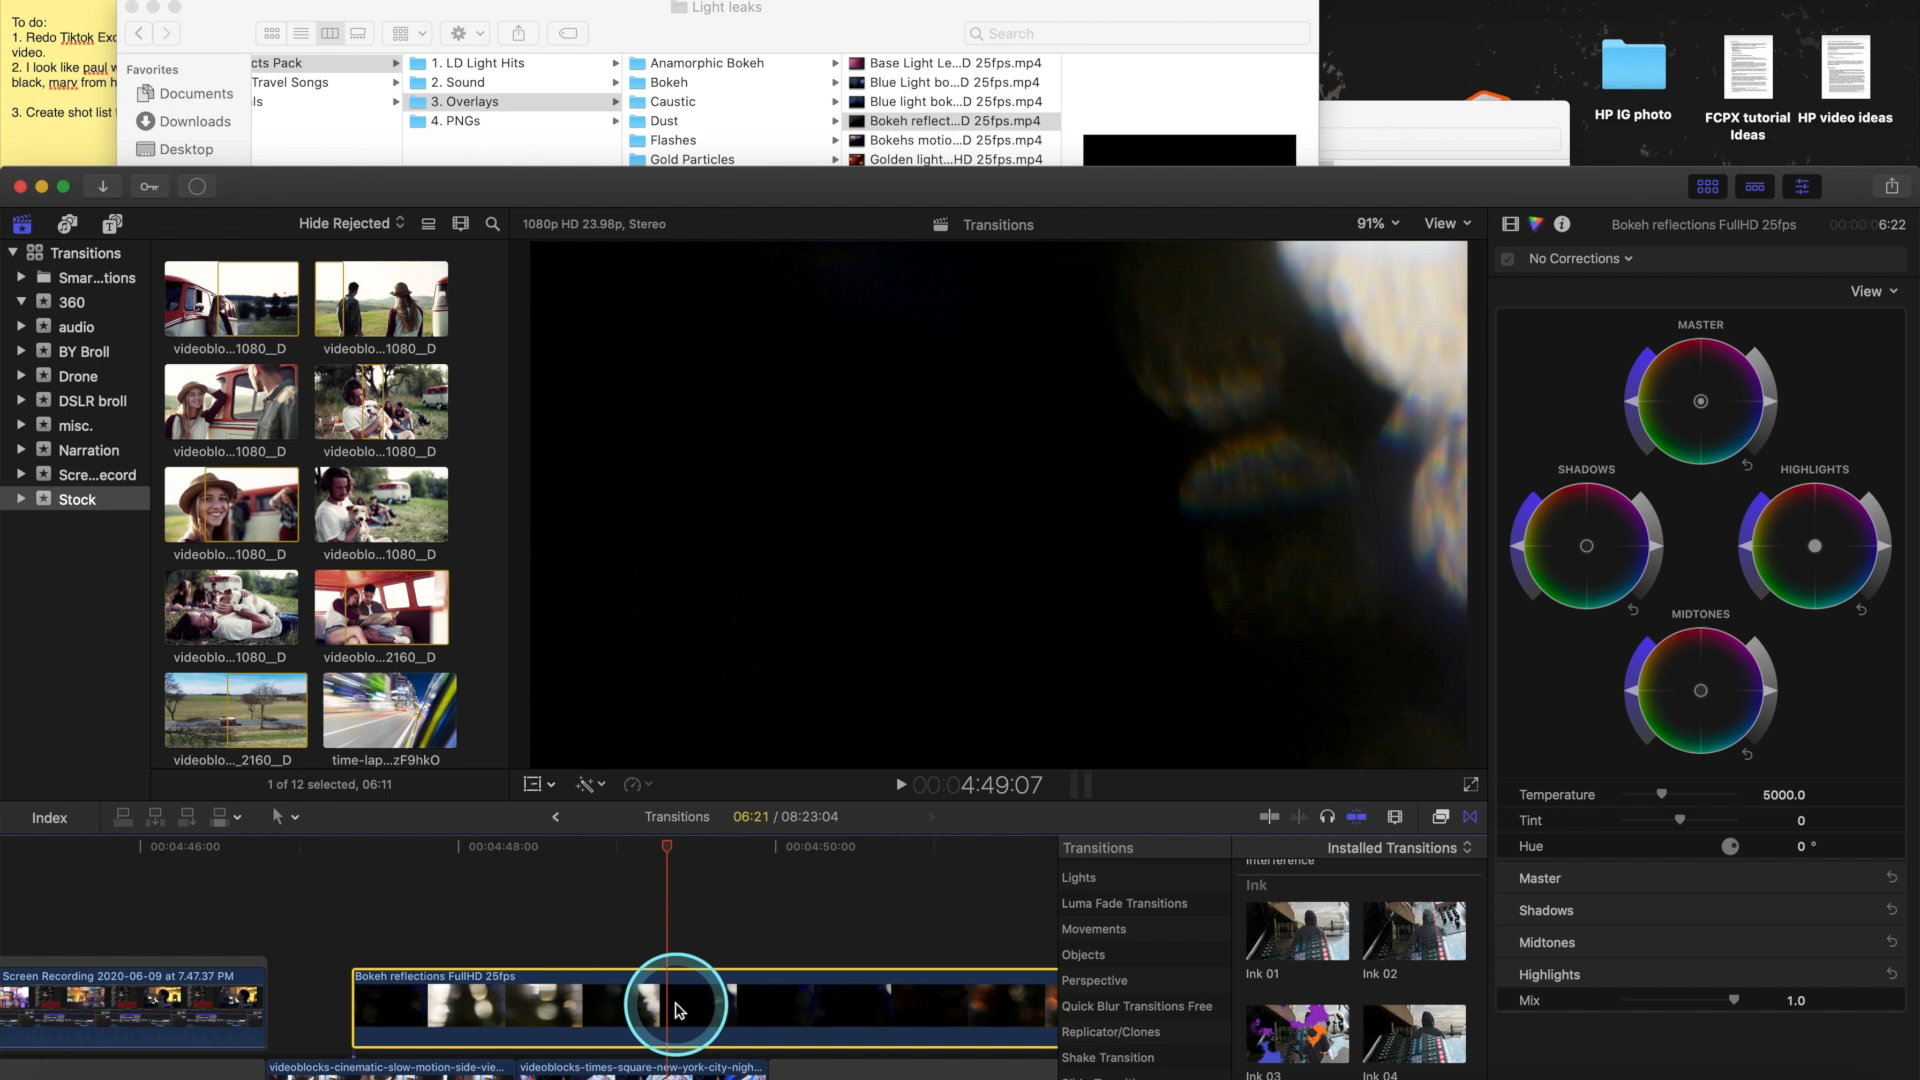 To do:
1. Redo Tiktok Exc
video.
2. I look like paul w
black, mary from h
3. Create shot list f
Light leaks
Search
Favorites
Documents
Downloads
Desktop
cts Pack
Travel Songs
ls
1. LD Light Hits
2. Sound
3. Overlays
4. PNGs
Anamorphic Bokeh
Bokeh
Caustic
Dust
Flashes
Gold Particles
Base Light Le...D 25fps.mp4
Blue Light bo...D 25fps.mp4
Blue light bok...D 25fps.mp4
Bokeh reflect...D 25fps.mp4
Bokehs motio...D 25fps.mp4
Golden light...HD 25fps.mp4
HP IG photo
FCPX tutorial
Ideas
HP video ideas
Hide Rejected
1080p HD 23.98p, Stereo
Transitions
91%
View
Bokeh reflections FullHD 25fps
00:00:06:22
No Corrections
View
Transitions
Smar...tions
360
audio
BY Broll
Drone
DSLR broll
misc.
Narration
Scre...ecord
Stock
videoblo...1080__D
videoblo...1080__D
videoblo...1080__D
videoblo...1080__D
videoblo...1080__D
videoblo...1080__D
videoblo...1080__D
videoblo...2160__D
videoblo..._2160__D
time-lap...zF9hkO
1 of 12 selected, 06:11
00:04:49:07
MASTER
SHADOWS
HIGHLIGHTS
MIDTONES
Temperature
5000.0
Tint
0
Hue
0 °
Master
Shadows
Midtones
Highlights
Mix
1.0
Index
Transitions
06:21 / 08:23:04
00:04:46:00
00:04:48:00
00:04:50:00
Screen Recording 2020-06-09 at 7.47.37 PM
Bokeh reflections FullHD 25fps
videoblocks-cinematic-slow-motion-side-vie...
videoblocks-times-square-new-york-city-nigh...
Transitions
Installed Transitions
Lights
Luma Fade Transitions
Movements
Objects
Perspective
Quick Blur Transitions Free
Replicator/Clones
Shake Transition
Interference
Ink
Ink 01
Ink 02
Ink 03
Ink 04